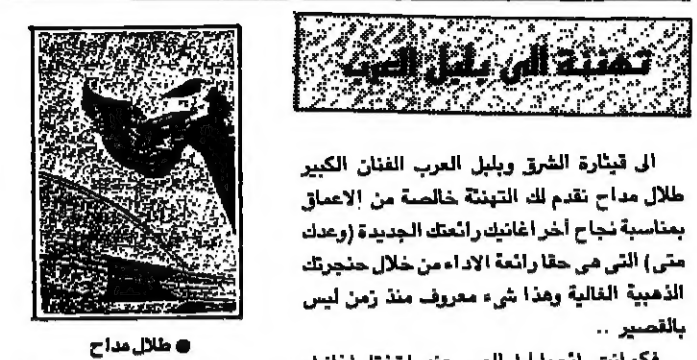 تهنئة الى بلبل العرب
الى قيثارة الشرق وبلبل العرب الفنان الكبير
طلال مداح نقدم لك التهنئة خالصة من الاعماق
بمناسبة نجاح أخر اغانيك رائعتك الجديدة (وعدك
متى) التى هى حقا رائعة الاداء من خلال حنجرتك
الذهبية الغالية وهذا شىء معروف منذ زمن ليس
بالقصير ..
● طلال مداح